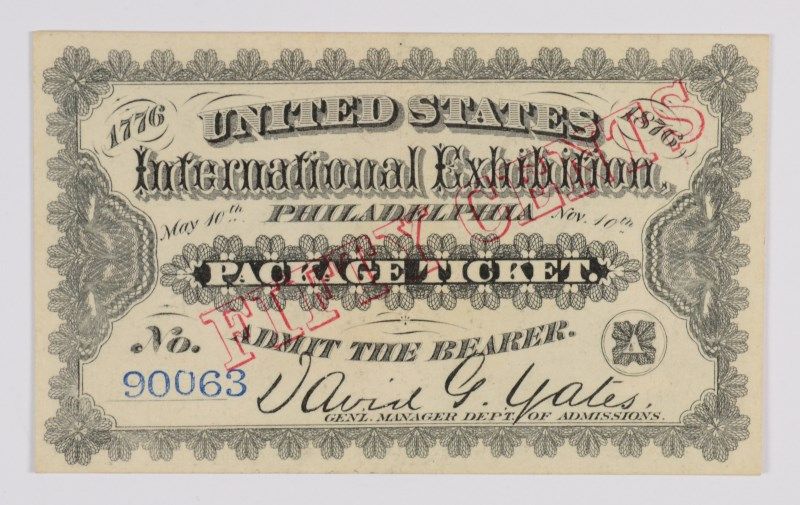 1776 UNITED STATES 1876
International Exhibition,
May 10th PHILADELPHIA Nov. 10th
PACKAGE TICKET.
FIFTY CENTS
No. ADMIT THE BEARER. A
90063 David G. Yates.
GENL. MANAGER DEPT. OF ADMISSIONS.